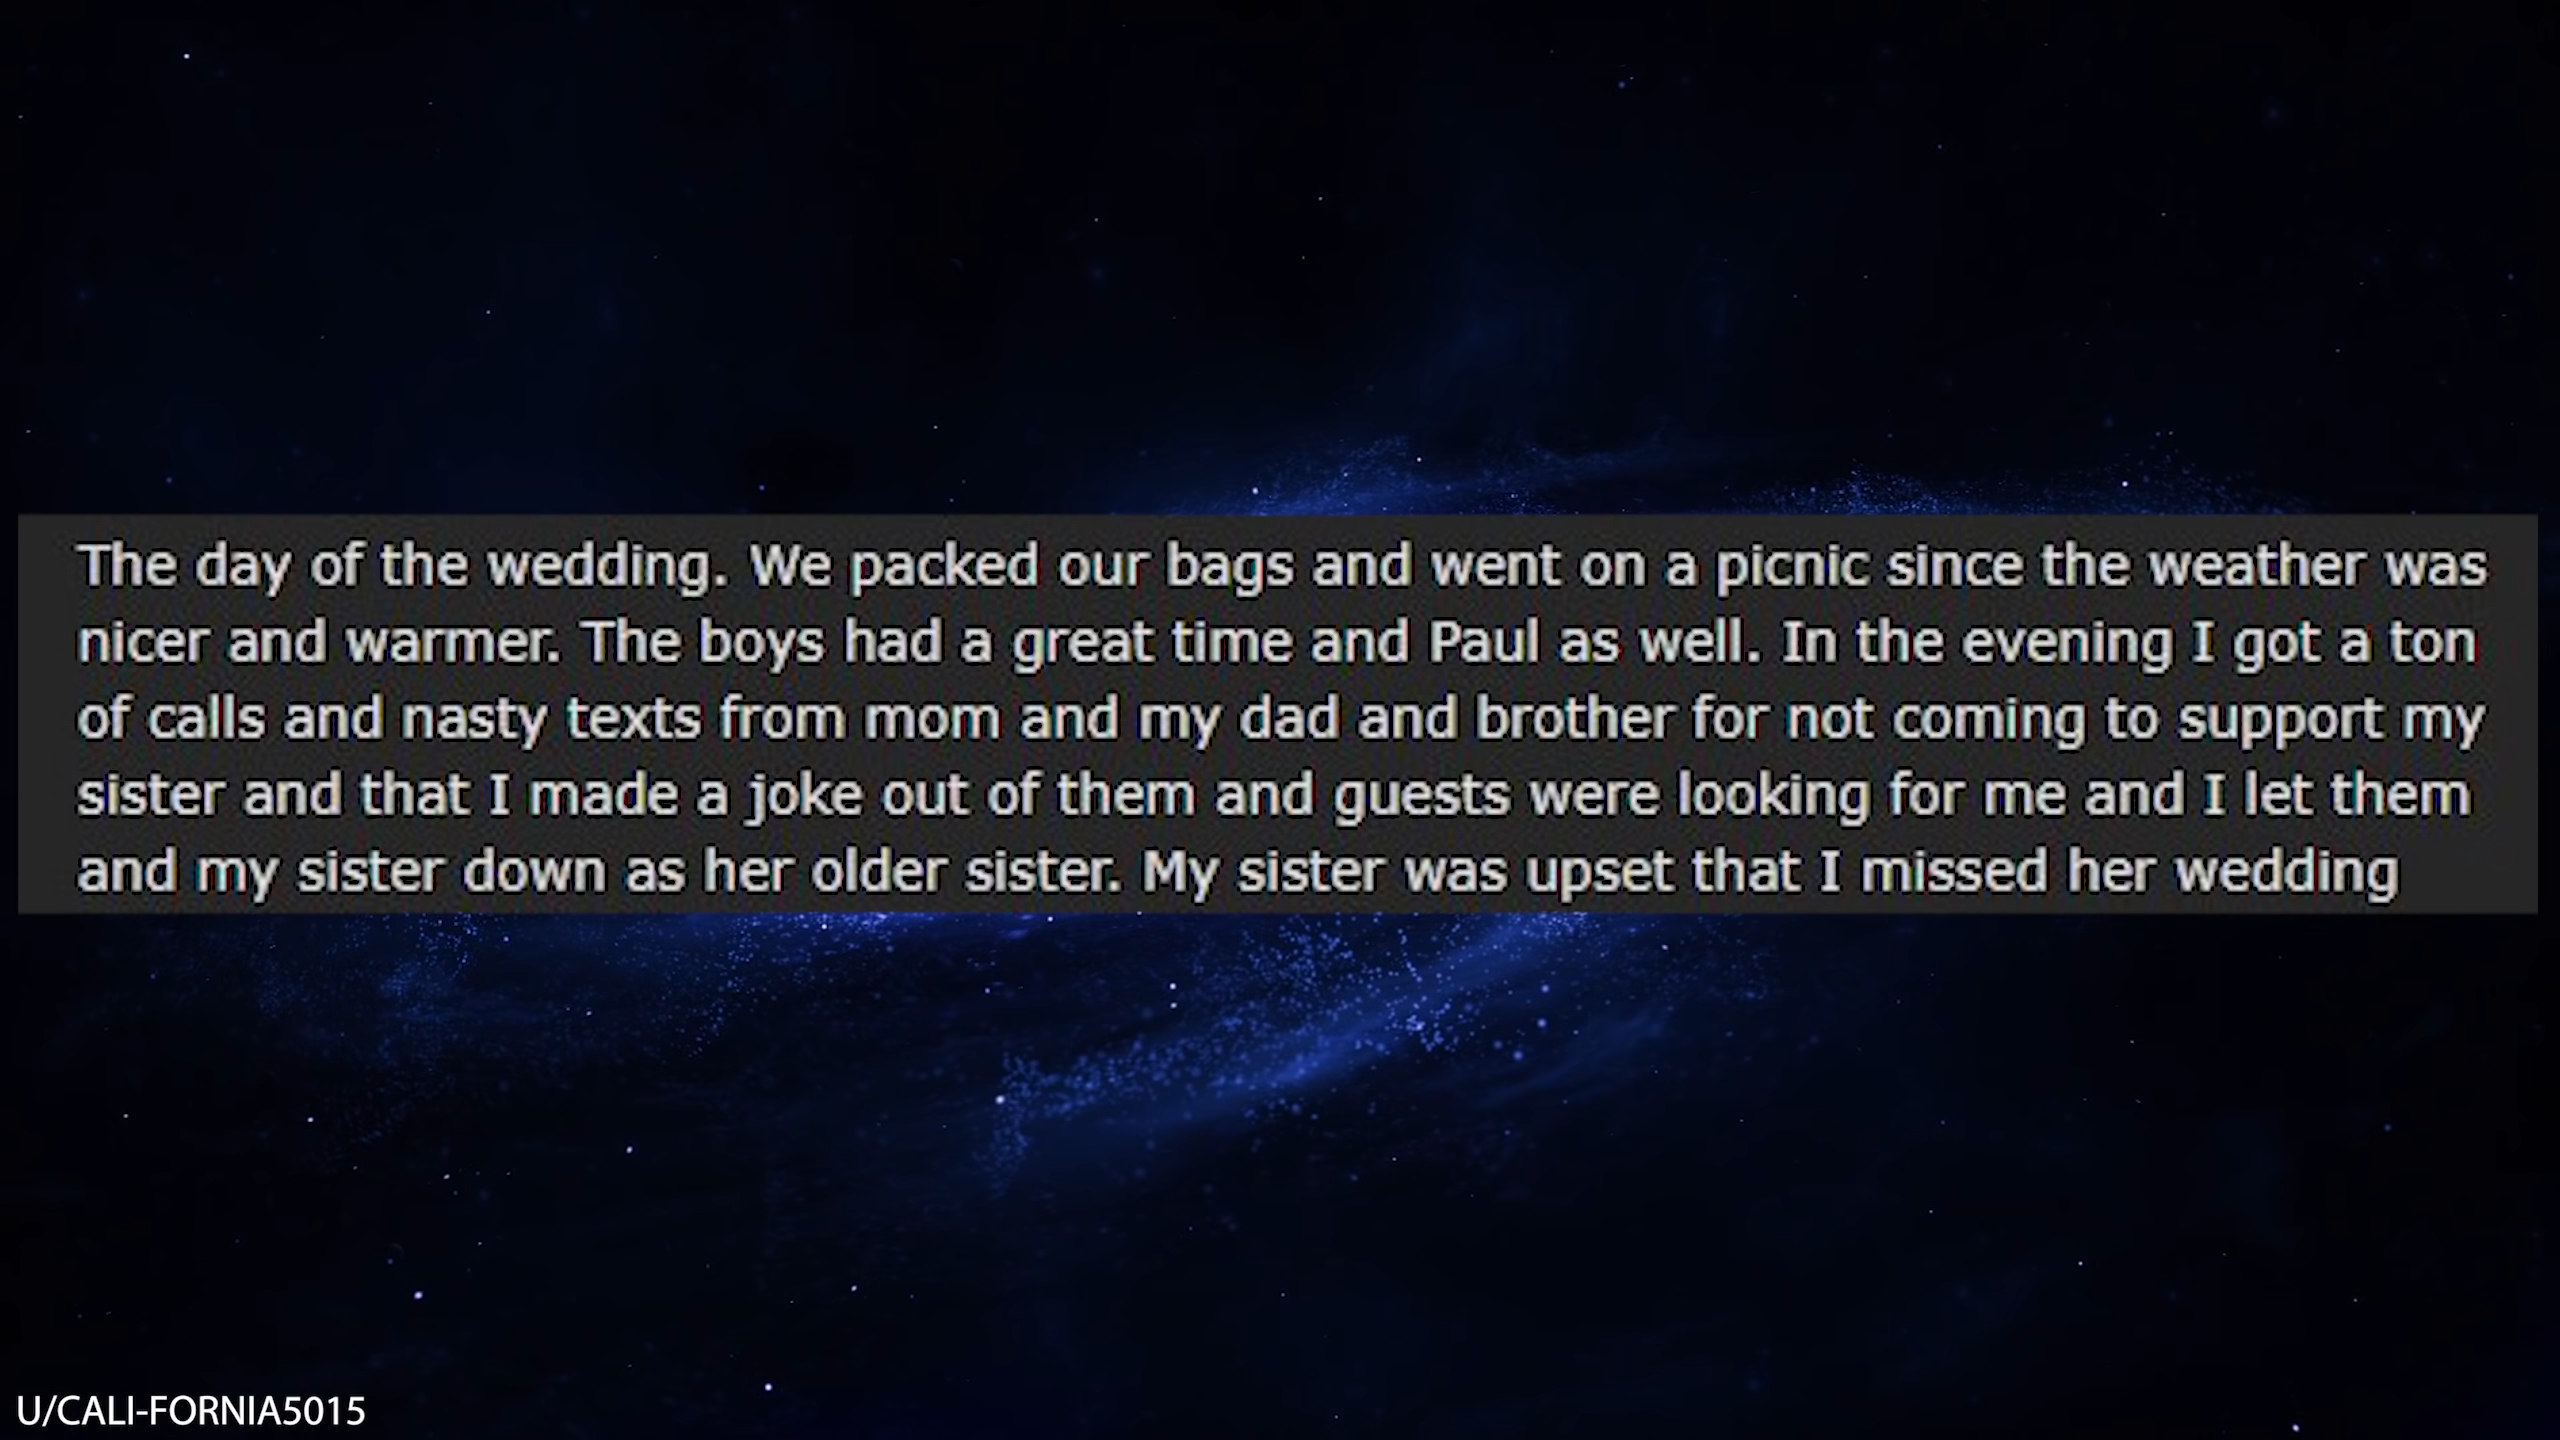 The day of the wedding. We packed our bags and went on a picnic since the weather was
nicer and warmer. The boys had a great time and Paul as well. In the evening I got a ton
of calls and nasty texts from mom and my dad and brother for not coming to support my
sister and that I made a joke out of them and guests were looking for me and I let them
and my sister down as her older sister. My sister was upset that I missed her wedding
U/CALI-FORNIA5015